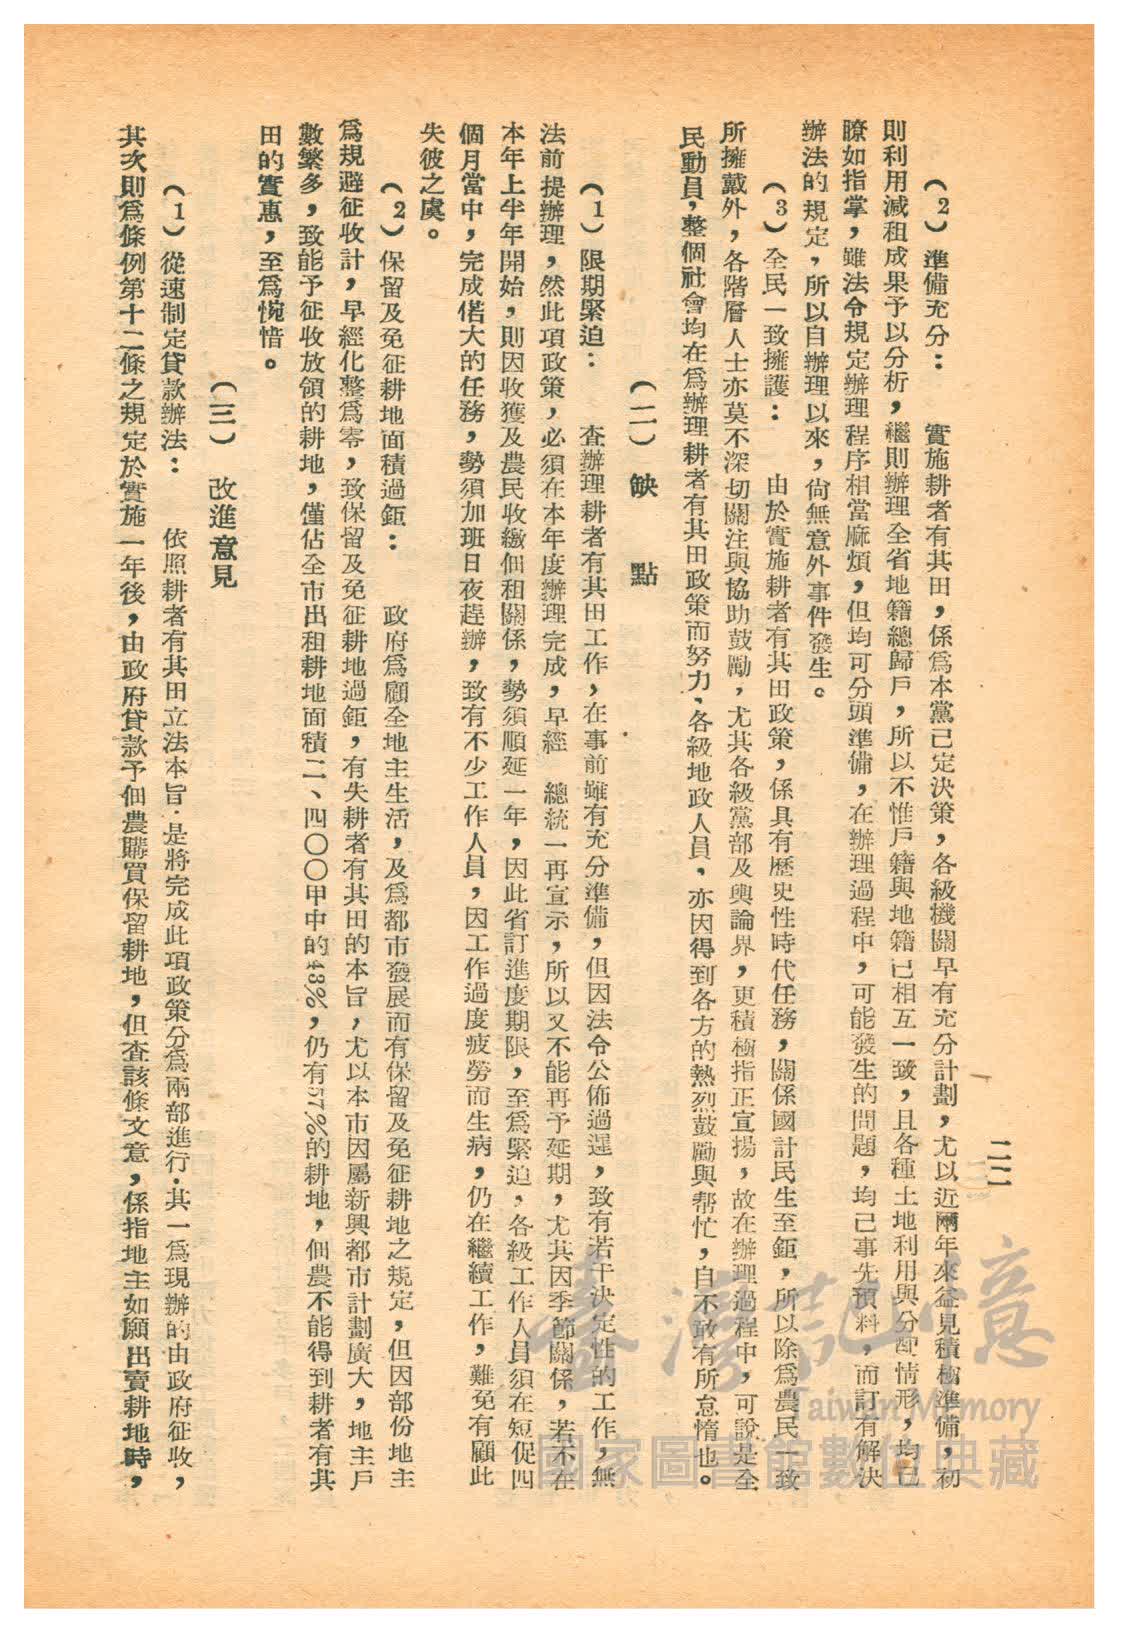 二二
（2）準備充分：　實施耕者有其田，係爲本黨已定決策，各級機關早有充分計劃，尤以近兩年來益見積極準備，初
則利用減租成果予以分析，繼則辦理全省地籍總歸戶，所以不惟戶籍與地籍已相互一致，且各種土地利用與分配情形，均已
瞭如指掌，雖法令規定辦理程序相當麻煩，但均可分頭準備，在辦理過程中，可能發生的問題，均已事先預料，而訂有解決
辦法的規定，所以自辦理以來，尙無意外事件發生。
（3）全民一致擁護：　由於實施耕者有其田政策，係具有歷史性時代任務，關係國計民生至鉅，所以除爲農民一致
所擁戴外，各階層人士亦莫不深切關注與協助鼓勵，尤其各級黨部及輿論界，更積極指正宣揚，故在辦理過程中，可說是全
民動員，整個社會均在爲辦理耕者有其田政策而努力，各級地政人員，亦因得到各方的熱烈鼓勵與帮忙，自不敢有所怠惰也。
（二）　缺　點
（1）限期緊迫：　查辦理耕者有其田工作，在事前雖有充分準備，但因法令公佈過遲，致有若干決定性的工作，無
法前提辦理，然此項政策，必須在本年度辦理完成，早經　總統一再宣示，所以又不能再予延期，尤其因季節關係，若不在
本年上半年開始，則因收獲及農民收繳佃租關係，勢須順延一年，因此省訂進度期限，至爲緊迫，各級工作人員須在短促四
個月當中，完成偌大的任務，勢須加班日夜趕辦，致有不少工作人員，因工作過度疲勞而生病，仍在繼續工作，難免有顧此
失彼之虞。
（2）保留及免征耕地面積過鉅：　政府爲顧全地主生活，及爲都市發展而有保留及免征耕地之規定，但因部份地主
爲規避征收計，早經化整爲零，致保留及免征耕地過鉅，有失耕者有其田的本旨，尤以本市因屬新興都市計劃廣大，地主戶
數繁多，致能予征收放領的耕地，僅佔全市出租耕地面積二、四〇〇甲中的43%，仍有57%的耕地，佃農不能得到耕者有其
田的實惠，至爲惋惜。
（三）　改進意見
（1）從速制定貸款辦法：　依照耕者有其田立法本旨．是將完成此項政策分爲兩部進行．其一爲現辦的由政府征收，
其次則爲條例第十二條之規定於實施一年後，由政府貸款予佃農購買保留耕地，但查該條文意，係指地主如願出賣耕地時，
臺灣記憶
Taiwan Memory
國家圖書館數位典藏